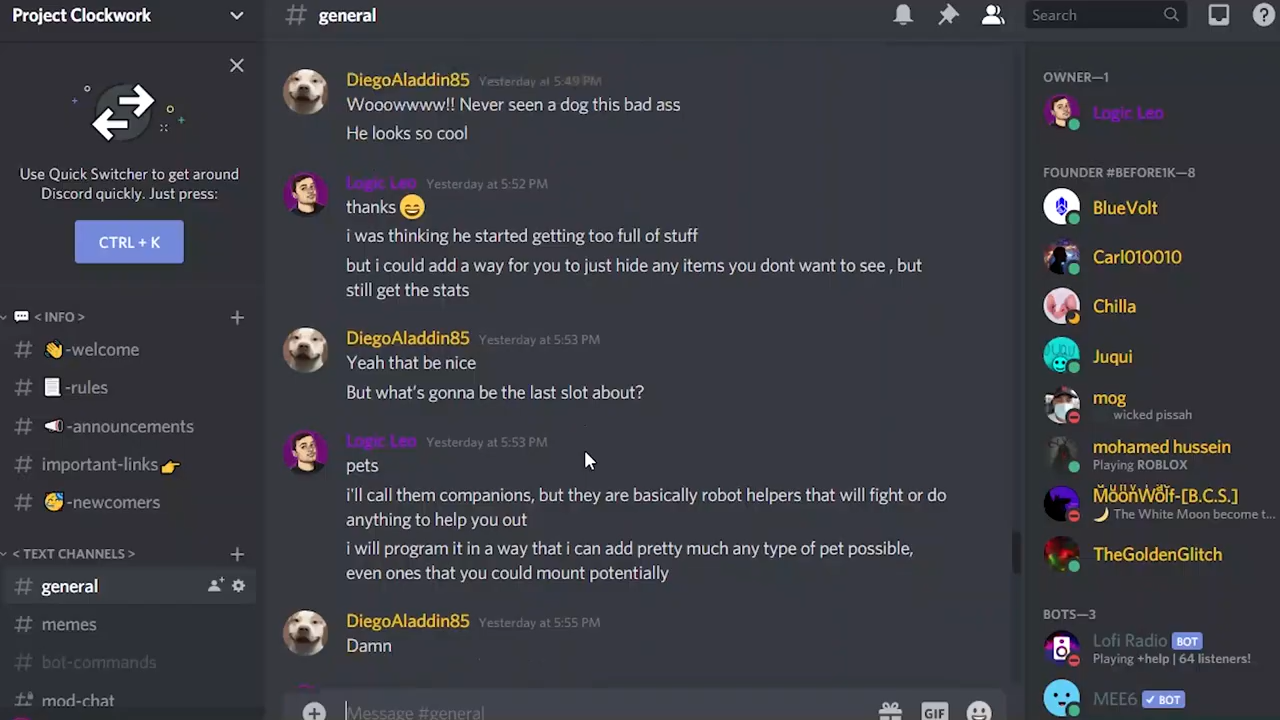 Project Clockwork
Use Quick Switcher to get around
Discord quickly. Just press:
CTRL + K
< INFO >
-welcome
-rules
-announcements
important-links
-newcomers
< TEXT CHANNELS >
general
memes
bot-commands
mod-chat
# general
DiegoAladdin85 Yesterday at 5:49 PM
Wooowwww!! Never seen a dog this bad ass
He looks so cool
Logic Leo Yesterday at 5:52 PM
thanks 😄
i was thinking he started getting too full of stuff
but i could add a way for you to just hide any items you dont want to see , but
still get the stats
DiegoAladdin85 Yesterday at 5:53 PM
Yeah that be nice
But what's gonna be the last slot about?
Logic Leo Yesterday at 5:53 PM
pets
i'll call them companions, but they are basically robot helpers that will fight or do
anything to help you out
i will program it in a way that i can add pretty much any type of pet possible,
even ones that you could mount potentially
DiegoAladdin85 Yesterday at 5:55 PM
Damn
Message #general
GIF
Search
OWNER—1
Logic Leo
FOUNDER #BEFORE1K—8
BlueVolt
Carl010010
Chilla
Juqui
mog
wicked pissah
mohamed hussein
Playing ROBLOX
MoonWolf-[B.C.S.]
The White Moon become t...
TheGoldenGlitch
BOTS—3
Lofi Radio BOT
Playing +help | 64 listeners!
MEE6 ✓ BOT